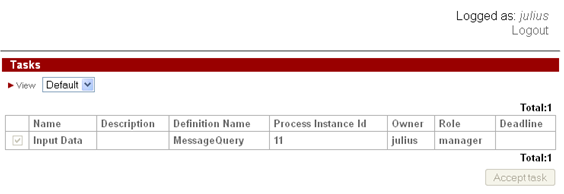 Logged as: julius
Logout
Tasks
View Default
Total:1
Name Description Definition Name Process Instance Id Owner Role Deadline
Input Data MessageQuery 11 julius manager
Total:1
Accept task